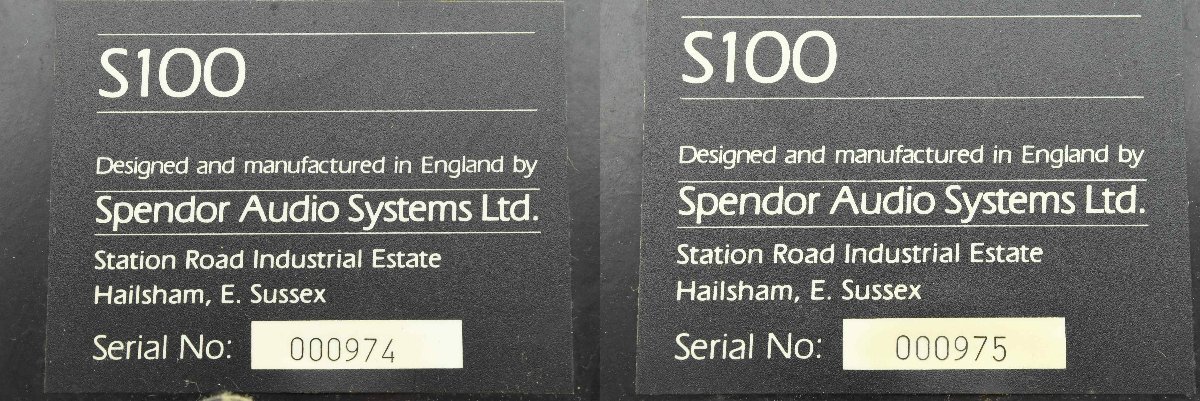 S100
Designed and manufactured in England by
Spendor Audio Systems Ltd.
Station Road Industrial Estate
Hailsham, E. Sussex
Serial No: 000974
S100
Designed and manufactured in England by
Spendor Audio Systems Ltd.
Station Road Industrial Estate
Hailsham, E. Sussex
Serial No: 000975